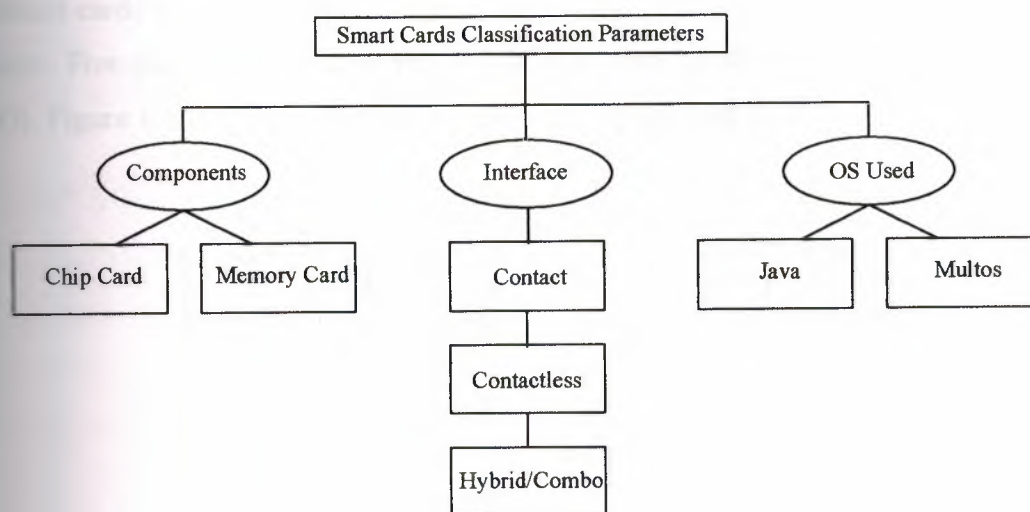 Smart Cards Classification Parameters
Components
Interface
OS Used
Chip Card
Memory Card
Contact
Java
Multos
Contactless
Hybrid/Combo